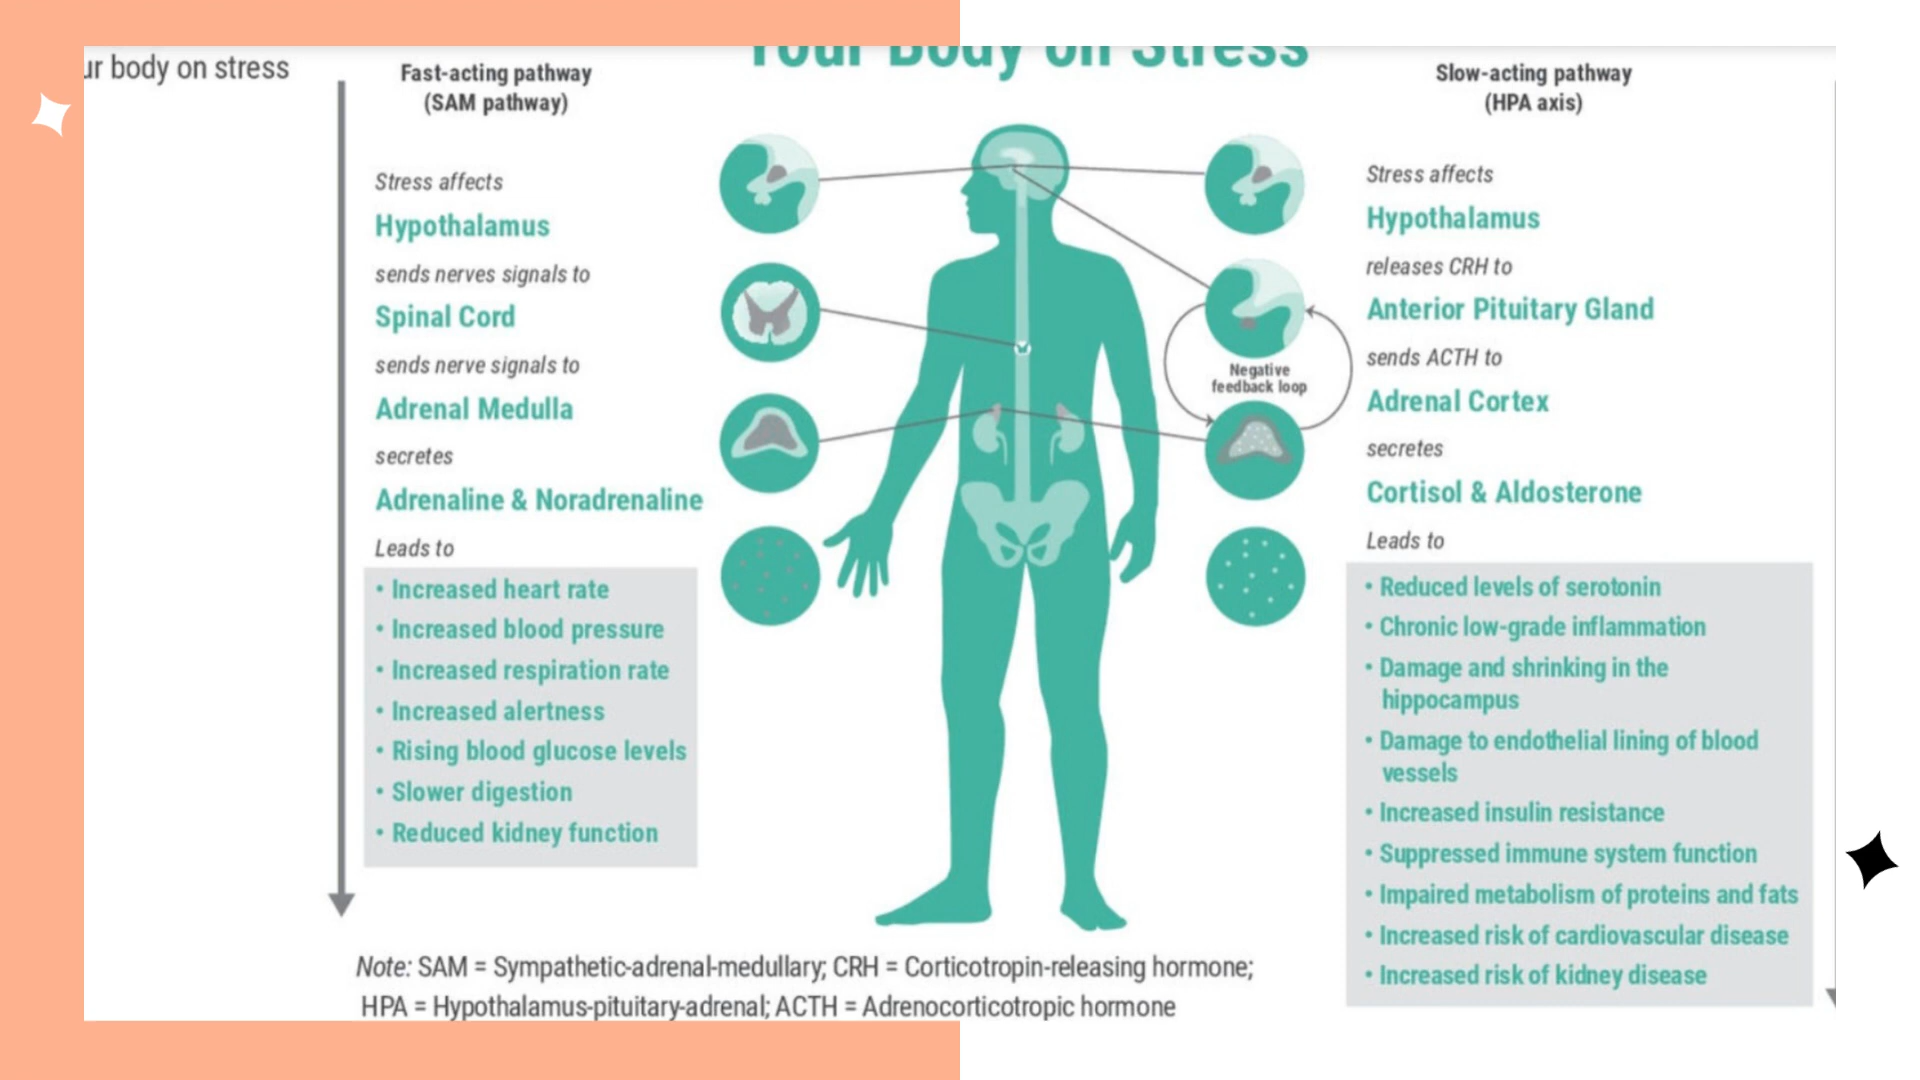 ur body on stress
Your Body on Stress
Fast-acting pathway
(SAM pathway)
Stress affects
Hypothalamus
sends nerves signals to
Spinal Cord
sends nerve signals to
Adrenal Medulla
secretes
Adrenaline & Noradrenaline
Leads to
• Increased heart rate
• Increased blood pressure
• Increased respiration rate
• Increased alertness
• Rising blood glucose levels
• Slower digestion
• Reduced kidney function
Negative
feedback loop
Slow-acting pathway
(HPA axis)
Stress affects
Hypothalamus
releases CRH to
Anterior Pituitary Gland
sends ACTH to
Adrenal Cortex
secretes
Cortisol & Aldosterone
Leads to
• Reduced levels of serotonin
• Chronic low-grade inflammation
• Damage and shrinking in the
hippocampus
• Damage to endothelial lining of blood
vessels
• Increased insulin resistance
• Suppressed immune system function
• Impaired metabolism of proteins and fats
• Increased risk of cardiovascular disease
• Increased risk of kidney disease
Note: SAM = Sympathetic-adrenal-medullary; CRH = Corticotropin-releasing hormone;
HPA = Hypothalamus-pituitary-adrenal; ACTH = Adrenocorticotropic hormone